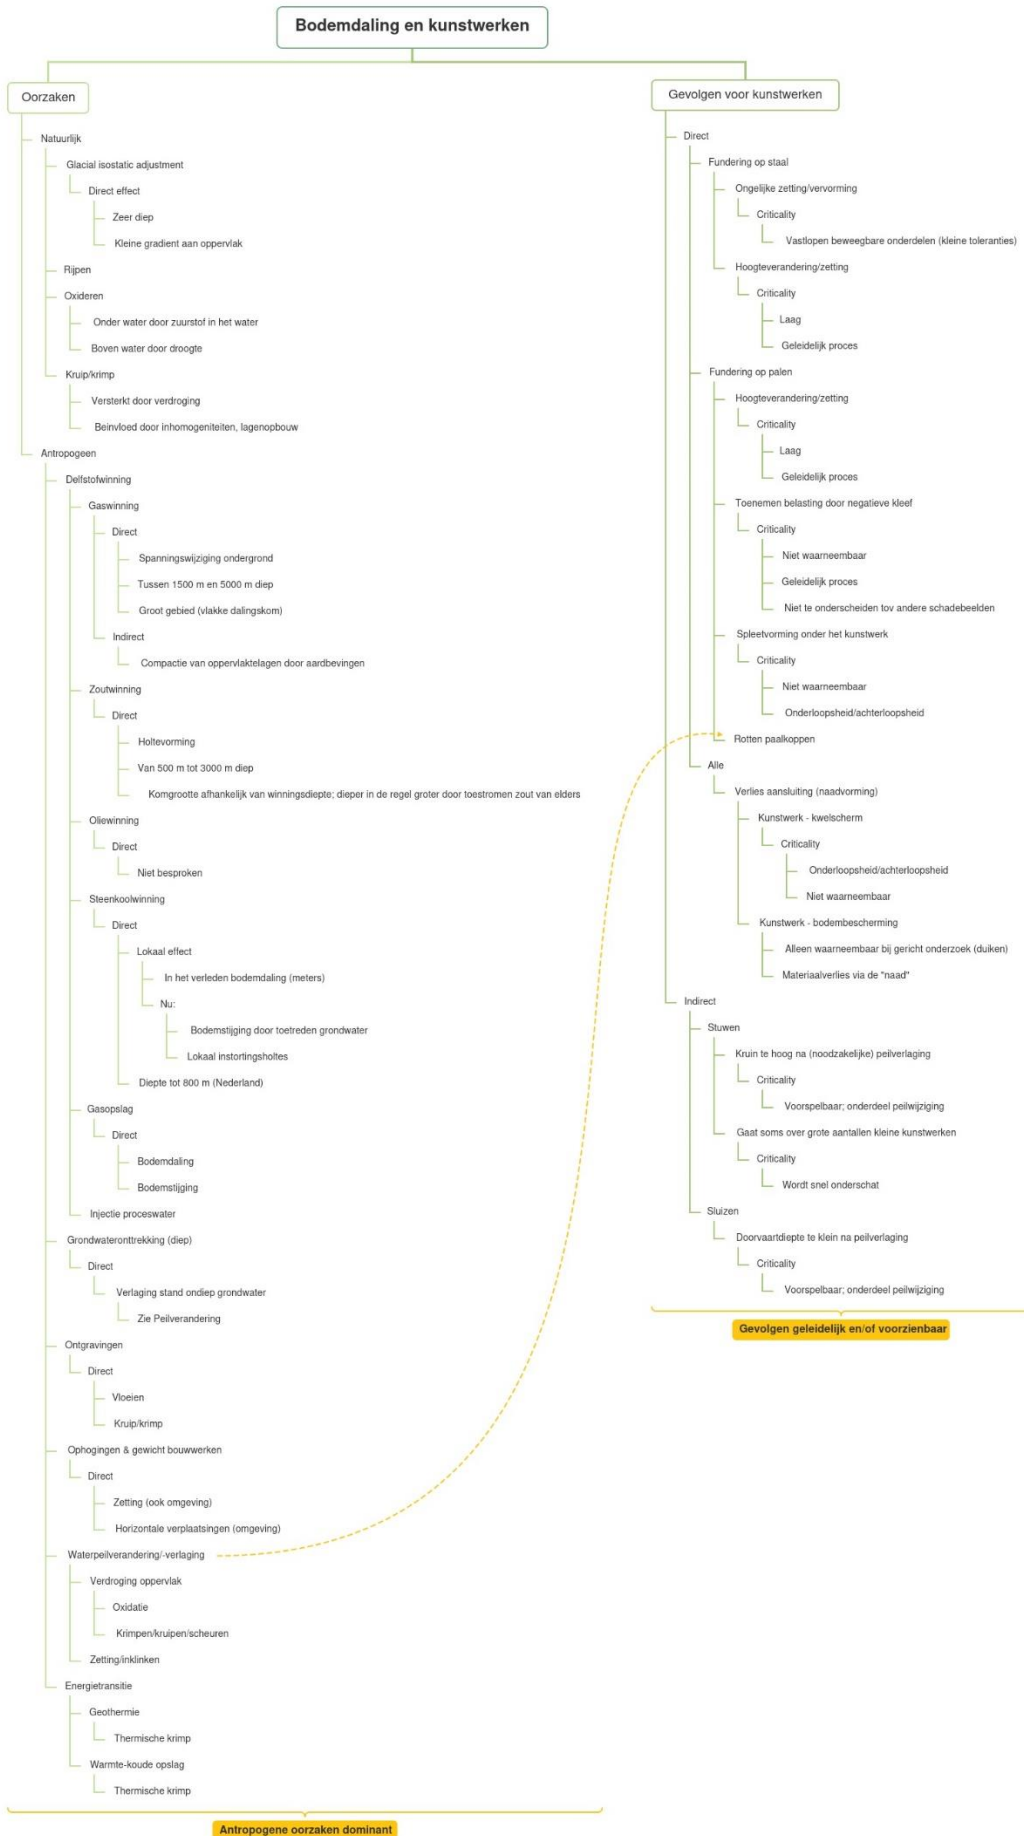 Bodemdaling en kunstwerken
Oorzaken
Natuurlijk
Glacial isostatic adjustment
Direct effect
Zeer diep
Kleine gradient aan oppervlak
Rijpen
Oxideren
Onder water door zuurstof in het water
Boven water door droogte
Kruip/krimp
Versterkt door verdroging
Beinvloed door inhomogeniteiten, lagenopbouw
Antropogeen
Delfstofwinning
Gaswinning
Direct
Spanningswijziging ondergrond
Tussen 1500 m en 5000 m diep
Groot gebied (vlakke dalingskom)
Indirect
Compactie van oppervlaktelagen door aardbevingen
Zoutwinning
Direct
Holtevorming
Van 500 m tot 3000 m diep
Komgrootte afhankelijk van winningsdiepte; dieper in de regel groter door toestromen zout van elders
Oliewinning
Direct
Niet besproken
Steenkoolwinning
Direct
Lokaal effect
In het verleden bodemdaling (meters)
Nu:
Bodemstijging door toetreden grondwater
Lokaal instortingsholtes
Diepte tot 800 m (Nederland)
Gasopslag
Direct
Bodemdaling
Bodemstijging
Injectie proceswater
Grondwateronttrekking (diep)
Direct
Verlaging stand ondiep grondwater
Zie Peilverandering
Ontgravingen
Direct
Vloeien
Kruip/krimp
Ophogingen & gewicht bouwwerken
Direct
Zetting (ook omgeving)
Horizontale verplaatsingen (omgeving)
Waterpeilverandering/-verlaging
Verdroging oppervlak
Oxidatie
Krimpen/kruipen/scheuren
Zetting/inklinken
Energietransitie
Geothermie
Thermische krimp
Warmte-koude opslag
Thermische krimp
Antropogene oorzaken dominant
Gevolgen voor kunstwerken
Direct
Fundering op staal
Ongelijke zetting/vervorming
Criticality
Vastlopen beweegbare onderdelen (kleine toleranties)
Hoogteverandering/zetting
Criticality
Laag
Geleidelijk proces
Fundering op palen
Hoogteverandering/zetting
Criticality
Laag
Geleidelijk proces
Toenemen belasting door negatieve kleef
Criticality
Niet waarneembaar
Geleidelijk proces
Niet te onderscheiden tov andere schadebeelden
Spleetvorming onder het kunstwerk
Criticality
Niet waarneembaar
Onderloopsheid/achterloopsheid
Rotten paalkoppen
Alle
Verlies aansluiting (naadvorming)
Kunstwerk - kwelscherm
Criticality
Onderloopsheid/achterloopsheid
Niet waarneembaar
Kunstwerk - bodembescherming
Alleen waarneembaar bij gericht onderzoek (duiken)
Materiaalverlies via de "naad"
Indirect
Stuwen
Kruin te hoog na (noodzakelijke) peilverlaging
Criticality
Voorspelbaar; onderdeel peilwijziging
Gaat soms over grote aantallen kleine kunstwerken
Criticality
Wordt snel onderschat
Sluizen
Doorvaartdiepte te klein na peilverlaging
Criticality
Voorspelbaar; onderdeel peilwijziging
Gevolgen geleidelijk en/of voorzienbaar